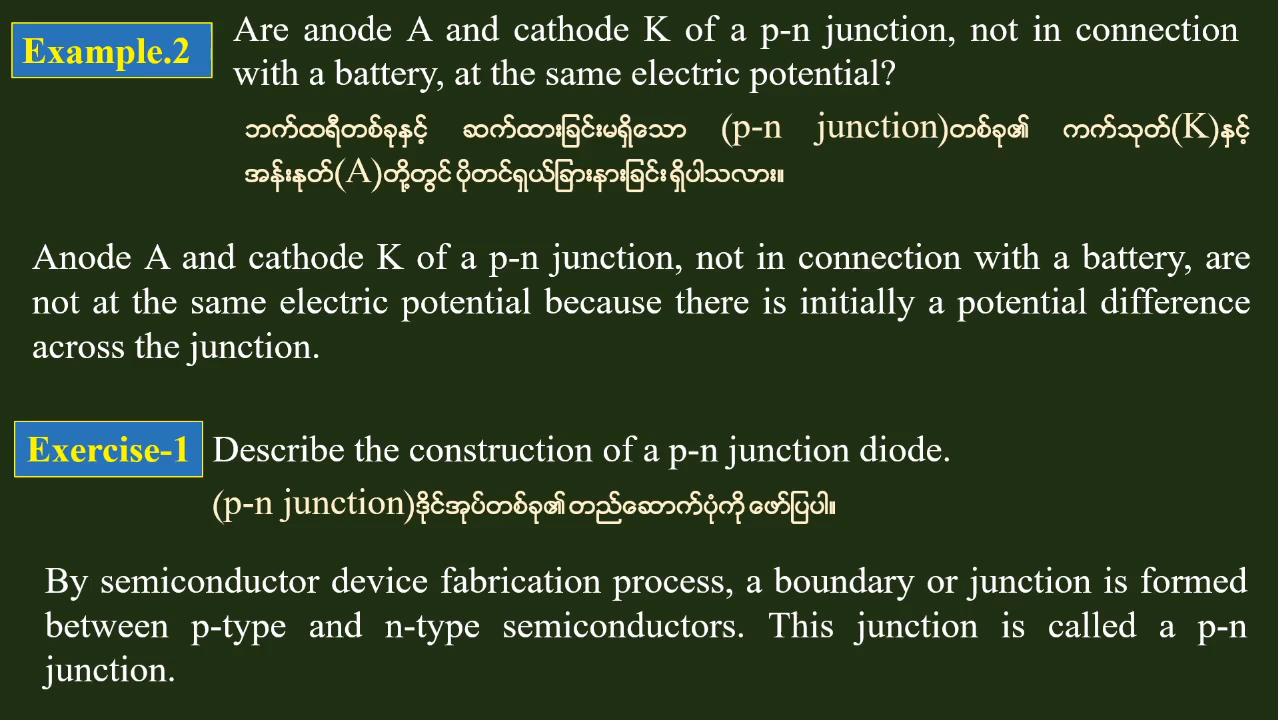 Example.2
Are anode A and cathode K of a p-n junction, not in connection
with a battery, at the same electric potential?
ဘက်ထရီတစ်ခုနှင့် ဆက်ထားခြင်းမရှိသော (p-n junction)တစ်ခု၏ ကက်သုတ်(K)နှင့်
အန်းနုတ်(A)တို့တွင် ပိုတင်ရှယ်ခြားနားခြင်း ရှိပါသလား။
Anode A and cathode K of a p-n junction, not in connection with a battery, are
not at the same electric potential because there is initially a potential difference
across the junction.
Exercise-1
Describe the construction of a p-n junction diode.
(p-n junction)ဒိုင်အုပ်တစ်ခု၏ တည်ဆောက်ပုံကို ဖော်ပြပါ။
By semiconductor device fabrication process, a boundary or junction is formed
between p-type and n-type semiconductors. This junction is called a p-n
junction.